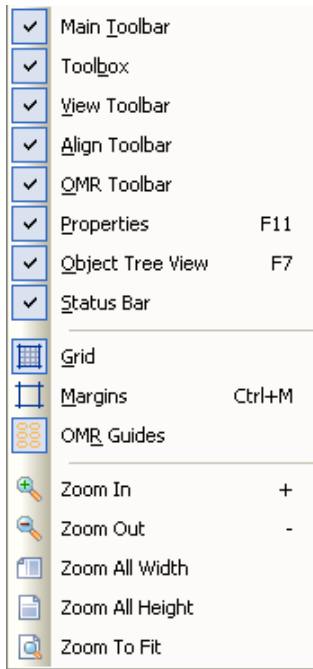 Main Toolbar
Toolbox
View Toolbar
Align Toolbar
OMR Toolbar
Properties F11
Object Tree View F7
Status Bar
Grid
Margins Ctrl+M
OMR Guides
Zoom In +
Zoom Out -
Zoom All Width
Zoom All Height
Zoom To Fit